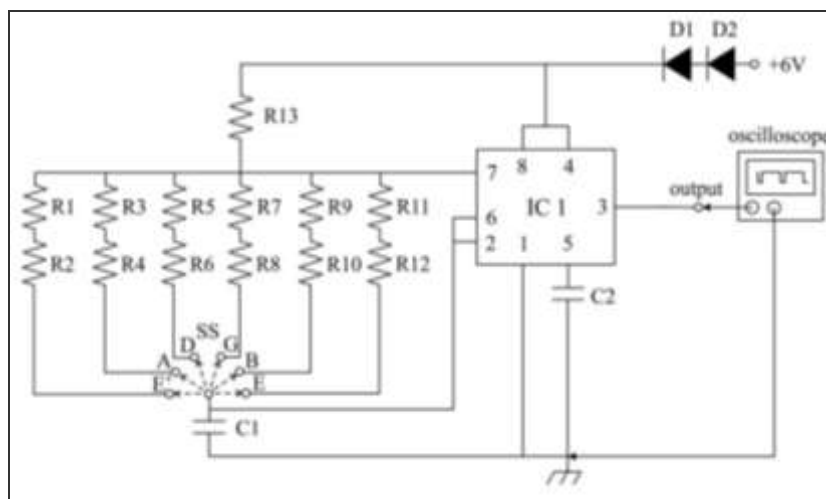 D1 D2
+6V
R13
oscilloscope
7 8 4
output
R1 R3 R5 R7 R9 R11
6 IC 1 3
2 1 5
R2 R4 R6 R8 R10 R12
C2
SS
D G
A B
E E
C1